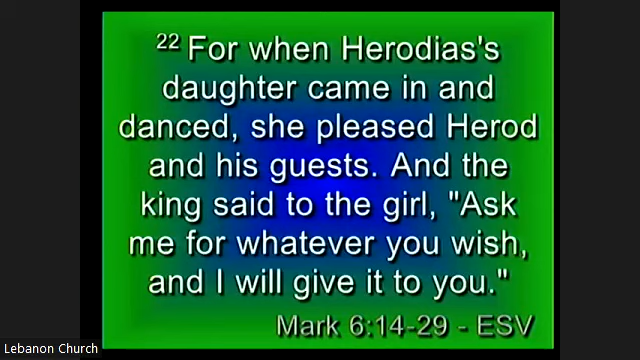 22 For when Herodias's
daughter came in and
danced, she pleased Herod
and his guests. And the
king said to the girl, "Ask
me for whatever you wish,
and I will give it to you."
Mark 6:14-29 - ESV
Lebanon Church